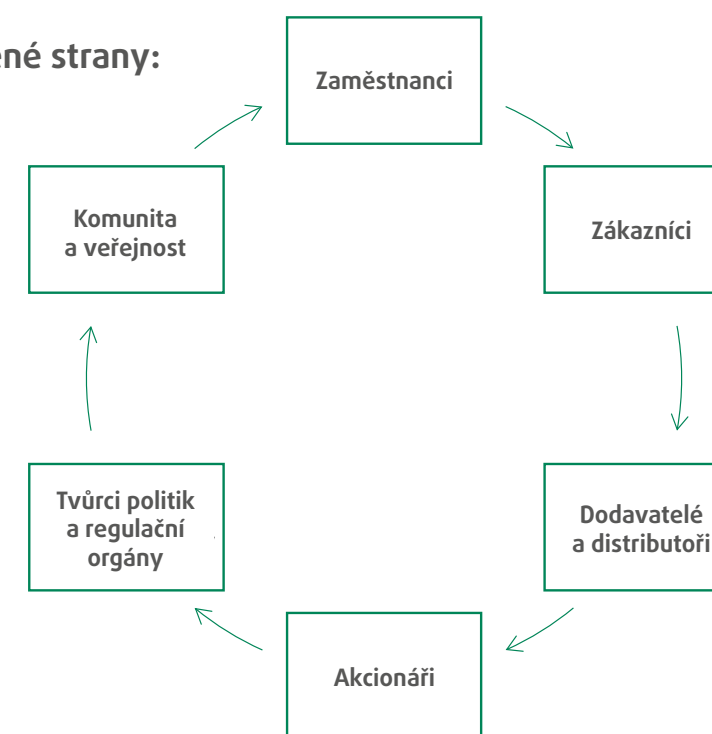 ené strany:
Zaměstnanci
Zákazníci
Dodavatelé
a distributoři
Akcionáři
Tvůrci politik
a regulační
orgány
Komunita
a veřejnost